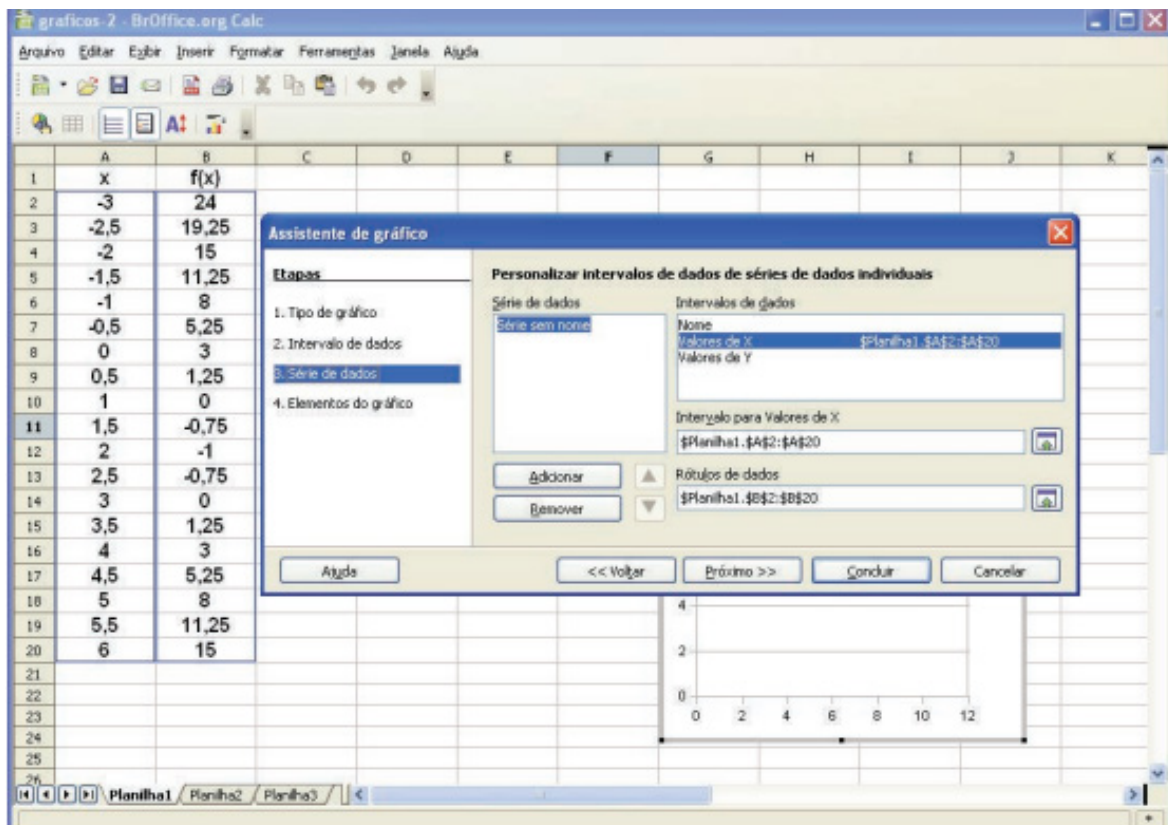 graficos-2 - BrOffice.org Calc
Arquivo Editar Exibir Inserir Formatar Ferramentas Janela Ajuda
A B C D E F G H I J K
1 x f(x)
2 -3 24
3 -2,5 19,25
4 -2 15
5 -1,5 11,25
6 -1 8
7 -0,5 5,25
8 0 3
9 0,5 1,25
10 1 0
11 1,5 -0,75
12 2 -1
13 2,5 -0,75
14 3 0
15 3,5 1,25
16 4 3
17 4,5 5,25
18 5 8
19 5,5 11,25
20 6 15
21
22
23
24
25
26
Assistente de gráfico
Etapas
1. Tipo de gráfico
2. Intervalo de dados
3. Série de dados
4. Elementos do gráfico
Personalizar intervalos de dados de séries de dados individuais
Série de dados
Série sem nome
Adicionar
Remover
Intervalos de dados
Nome
Valores de X $Planilha1.$A$2:$A$20
Valores de Y
Intervalo para Valores de X
$Planilha1.$A$2:$A$20
Rótulos de dados
$Planilha1.$B$2:$B$20
Ajuda << Voltar Próximo >> Concluir Cancelar
4
2
0
0 2 4 6 8 10 12
Planilha1 Planilha2 Planilha3